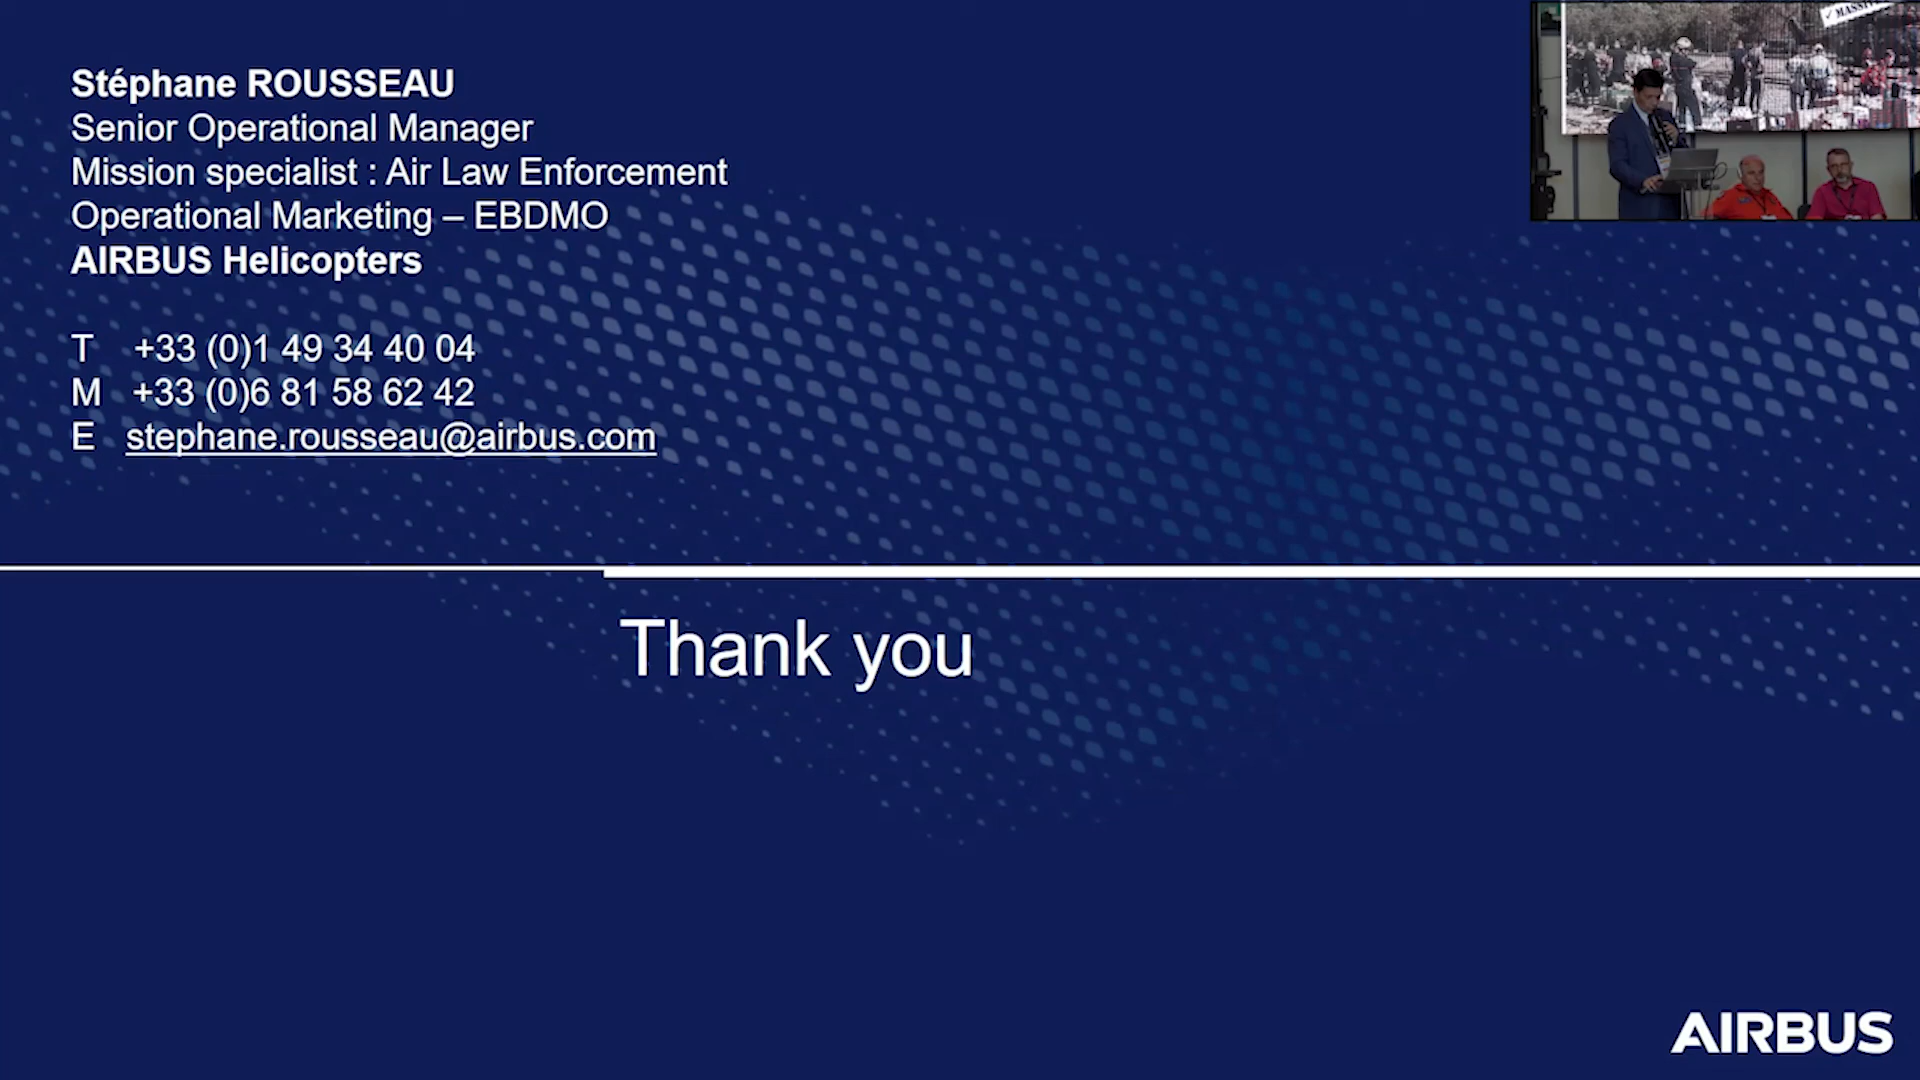 Stéphane ROUSSEAU
Senior Operational Manager
Mission specialist : Air Law Enforcement
Operational Marketing – EBDMO
AIRBUS Helicopters
T +33 (0)1 49 34 40 04
M +33 (0)6 81 58 62 42
E stephane.rousseau@airbus.com
Thank you
AIRBUS